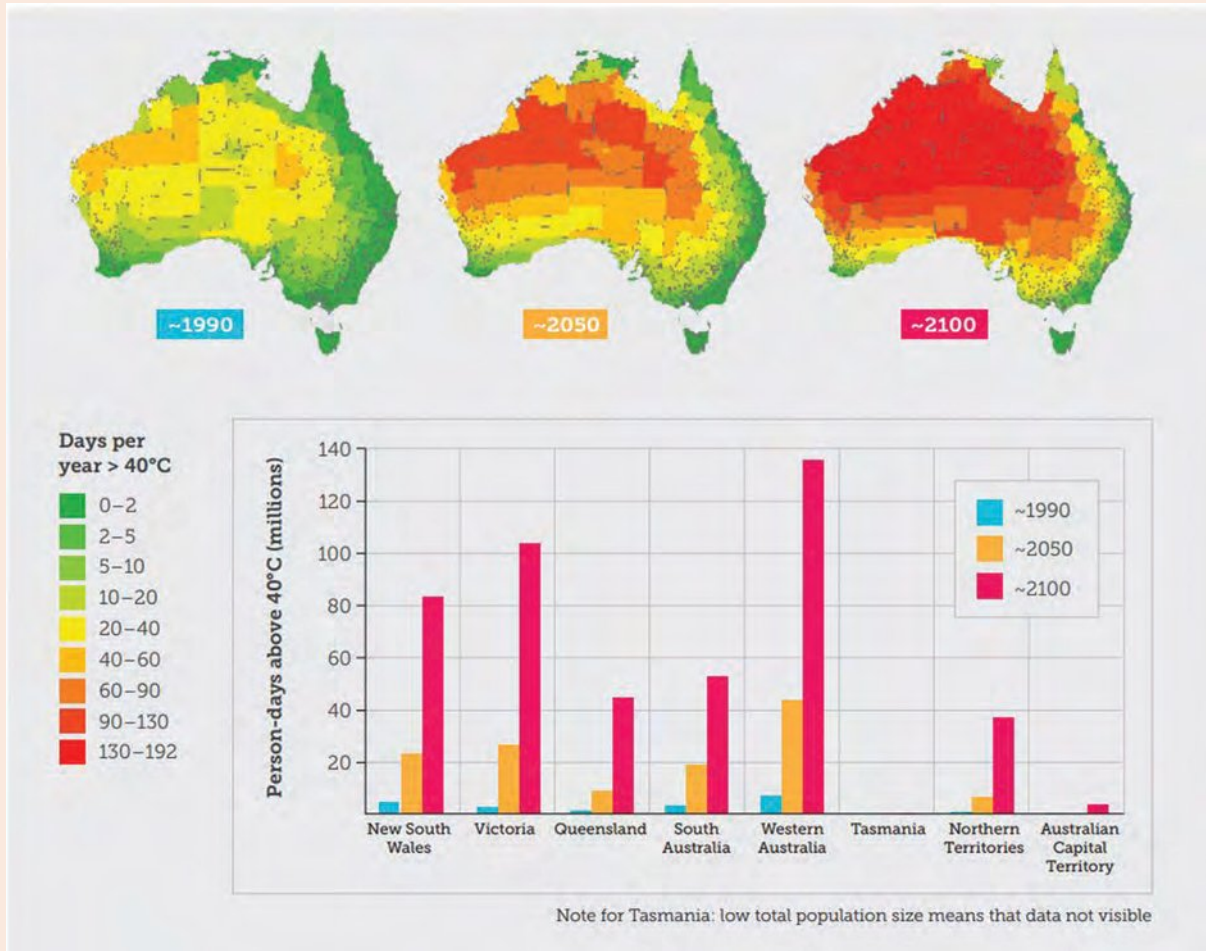 ~1990
~2050
~2100
Days per
year > 40°C
0–2
2–5
5–10
10–20
20–40
40–60
60–90
90–130
130–192
Person-days above 40°C (millions)
140
120
100
80
60
40
20
~1990
~2050
~2100
New South
Wales
Victoria
Queensland
South
Australia
Western
Australia
Tasmania
Northern
Territories
Australian
Capital
Territory
Note for Tasmania: low total population size means that data not visible